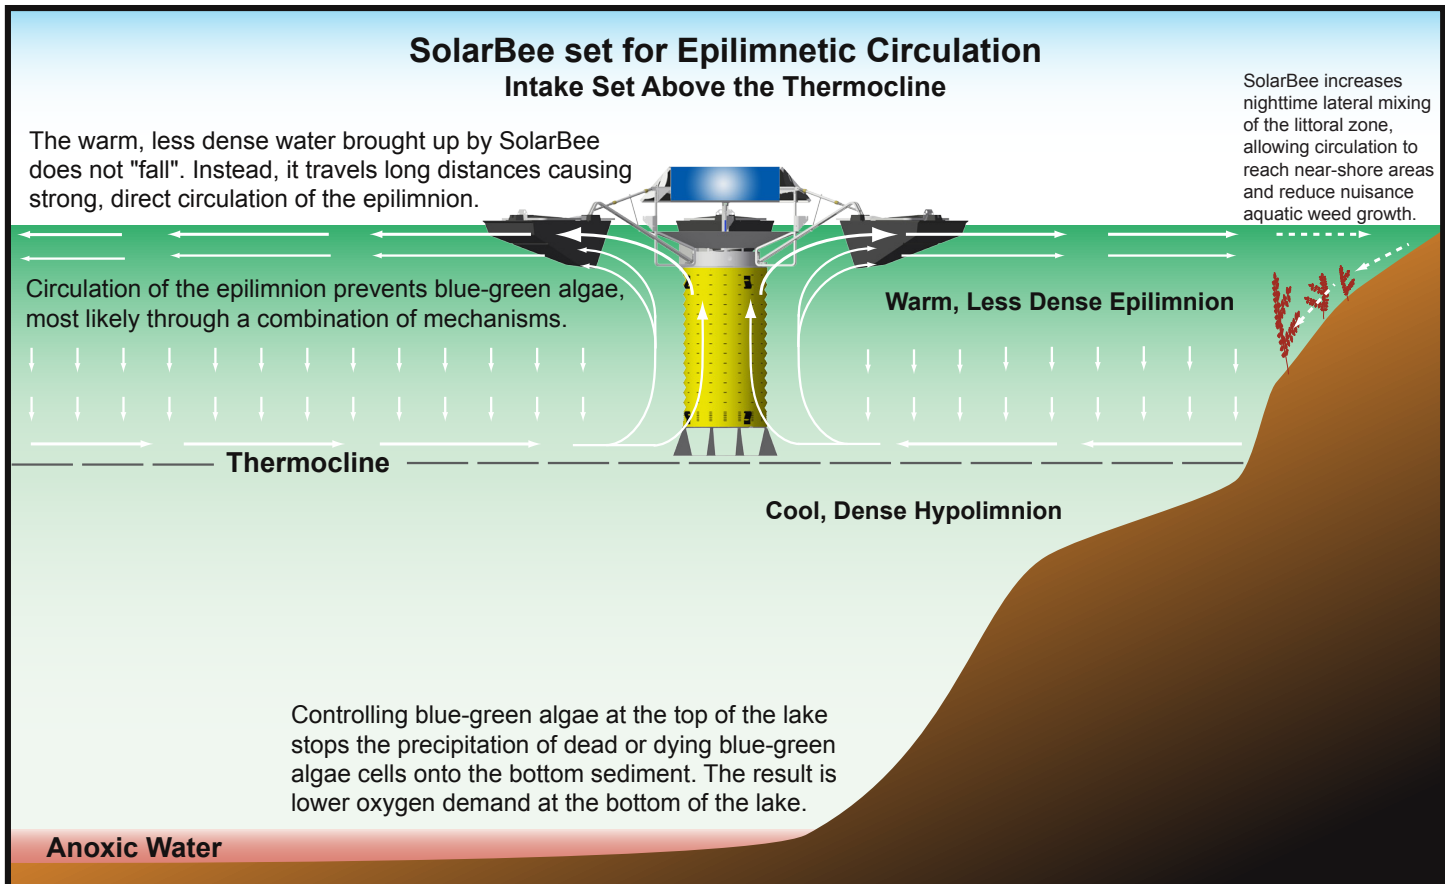 SolarBee set for Epilimnetic Circulation
Intake Set Above the Thermocline
The warm, less dense water brought up by SolarBee
does not "fall". Instead, it travels long distances causing
strong, direct circulation of the epilimnion.
SolarBee increases
nighttime lateral mixing
of the littoral zone,
allowing circulation to
reach near-shore areas
and reduce nuisance
aquatic weed growth.
Circulation of the epilimnion prevents blue-green algae,
most likely through a combination of mechanisms.
Warm, Less Dense Epilimnion
Thermocline
Cool, Dense Hypolimnion
Controlling blue-green algae at the top of the lake
stops the precipitation of dead or dying blue-green
algae cells onto the bottom sediment. The result is
lower oxygen demand at the bottom of the lake.
Anoxic Water